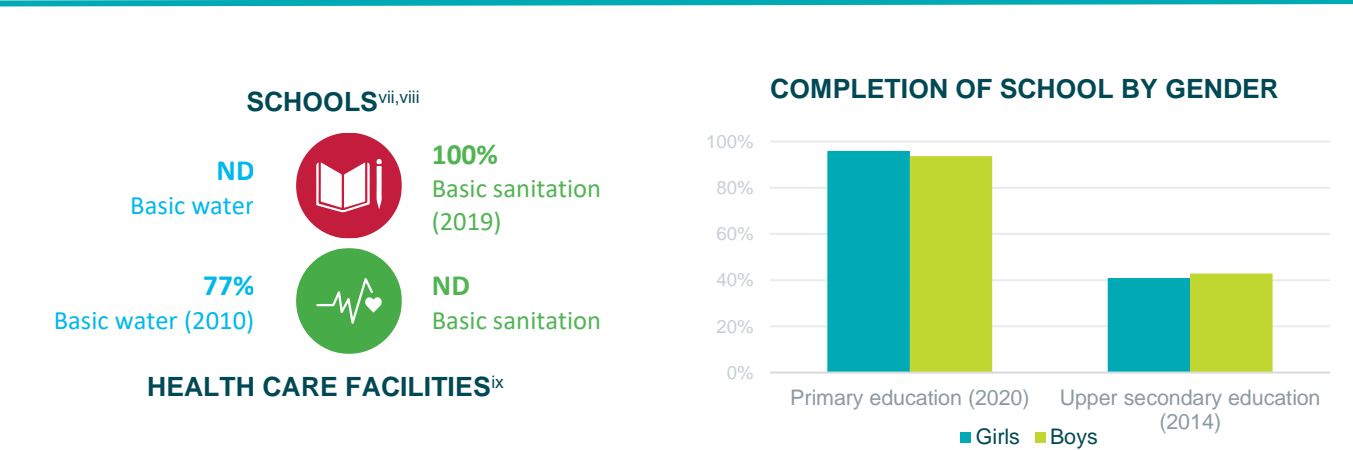 SCHOOLSvii,viii
ND
Basic water
100%
Basic sanitation
(2019)
77%
Basic water (2010)
ND
Basic sanitation
HEALTH CARE FACILITIESix
COMPLETION OF SCHOOL BY GENDER
100%
80%
60%
40%
20%
0%
Primary education (2020)
Upper secondary education
(2014)
Girls
Boys